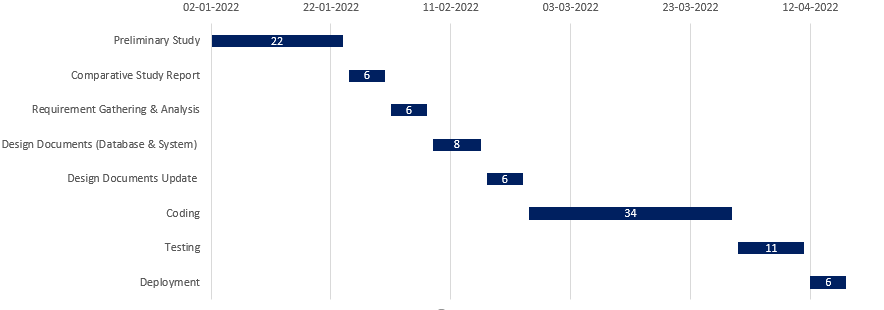 02-01-2022 22-01-2022 11-02-2022 03-03-2022 23-03-2022 12-04-2022
Preliminary Study 22
Comparative Study Report 6
Requirement Gathering & Analysis 6
Design Documents (Database & System) 8
Design Documents Update 6
Coding 34
Testing 11
Deployment 6